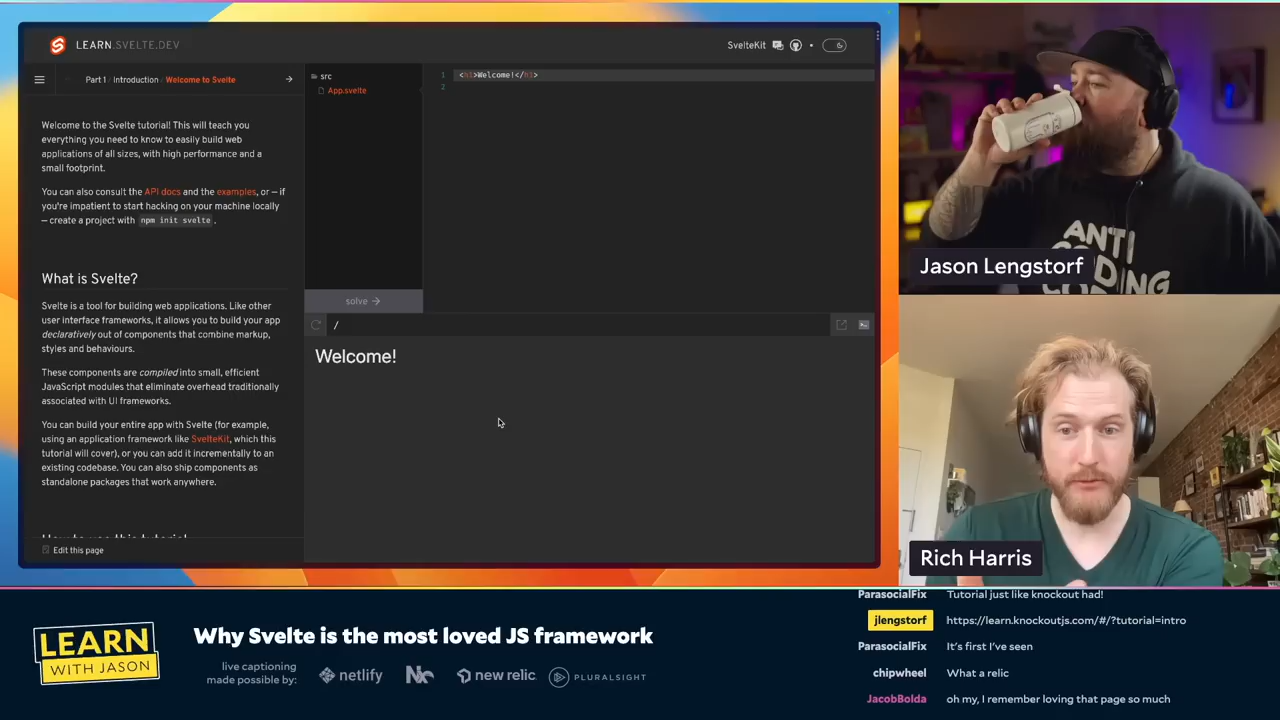 LEARN.SVELTE.DEV
SvelteKit
Part 1 / Introduction / Welcome to Svelte
Welcome to the Svelte tutorial! This will teach you
everything you need to know to easily build web
applications of all sizes, with high performance and a
small footprint.
You can also consult the API docs and the examples, or — if
you're impatient to start hacking on your machine locally
— create a project with npm init svelte.
What is Svelte?
Svelte is a tool for building web applications. Like other
user interface frameworks, it allows you to build your app
declaratively out of components that combine markup,
styles and behaviours.
These components are compiled into small, efficient
JavaScript modules that eliminate overhead traditionally
associated with UI frameworks.
You can build your entire app with Svelte (for example,
using an application framework like SvelteKit, which this
tutorial will cover), or you can add it incrementally to an
existing codebase. You can also ship components as
standalone packages that work anywhere.
How to use this tutorial
Edit this page
src
App.svelte
solve
1 <h1>Welcome!</h1>
2
/
Welcome!
ANTI
CODING
CODING
Jason Lengstorf
Rich Harris
LEARN
WITH JASON
Why Svelte is the most loved JS framework
live captioning
made possible by:
netlify
Nx
new relic
PLURALSIGHT
ParasocialFix Tutorial just like knockout had!
jlengstorf https://learn.knockoutjs.com/#/?tutorial=intro
ParasocialFix It's first I've seen
chipwheel What a relic
JacobBolda oh my, I remember loving that page so much